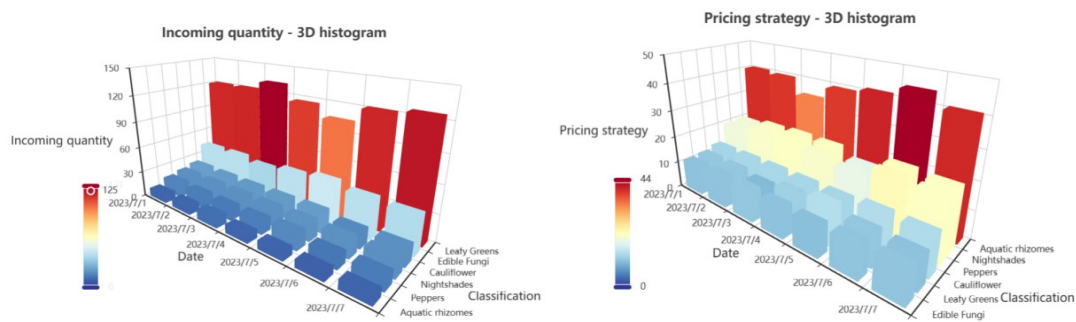 Incoming quantity - 3D histogram
150
120
90
60
30
0
Incoming quantity
125
0
2023/7/1
2023/7/2
2023/7/3
2023/7/4
2023/7/5
2023/7/6
2023/7/7
Date
Leafy Greens
Edible Fungi
Cauliflower
Nightshades
Peppers
Aquatic rhizomes
Classification
Pricing strategy - 3D histogram
50
40
30
20
10
0
Pricing strategy
44
0
2023/7/1
2023/7/2
2023/7/3
2023/7/4
2023/7/5
2023/7/6
2023/7/7
Date
Aquatic rhizomes
Nightshades
Peppers
Cauliflower
Leafy Greens
Edible Fungi
Classification